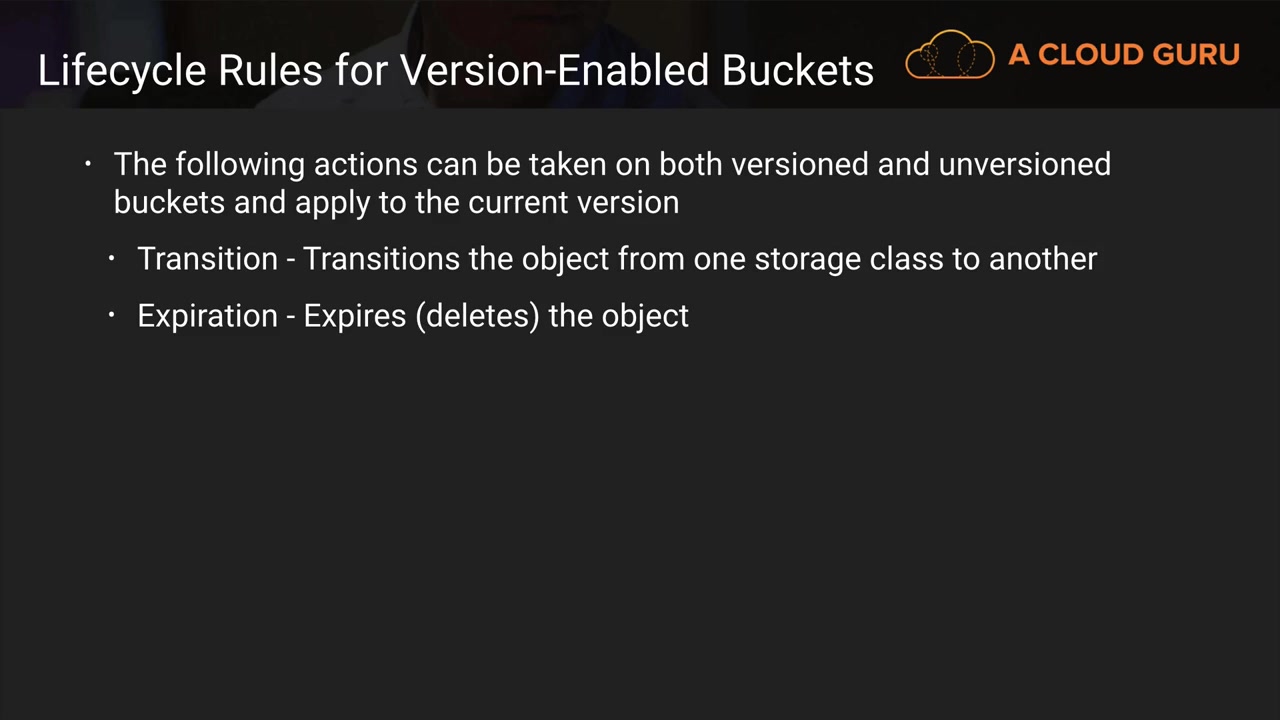 Lifecycle Rules for Version-Enabled Buckets
A CLOUD GURU
• The following actions can be taken on both versioned and unversioned
buckets and apply to the current version
• Transition - Transitions the object from one storage class to another
• Expiration - Expires (deletes) the object